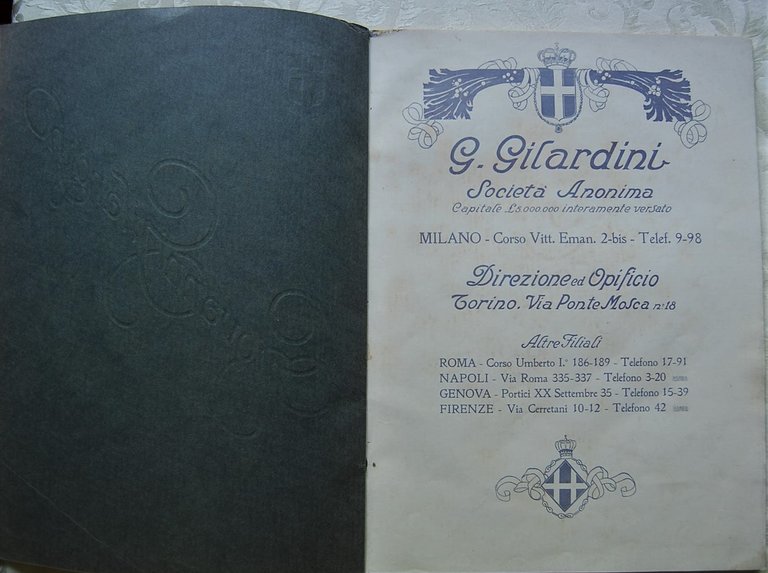 G. Gilardini
Società Anonima
Capitale £5.000.000 interamente versato
MILANO - Corso Vitt. Eman. 2-bis - Telef. 9-98
Direzione ed Opificio
Torino. Via Ponte Mosca n° 18
Altre Filiali
ROMA - Corso Umberto I.° 186-189 - Telefono 17-91
NAPOLI - Via Roma 335-337 - Telefono 3-20
GENOVA - Portici XX Settembre 35 - Telefono 15-39
FIRENZE - Via Cerretani 10-12 - Telefono 42